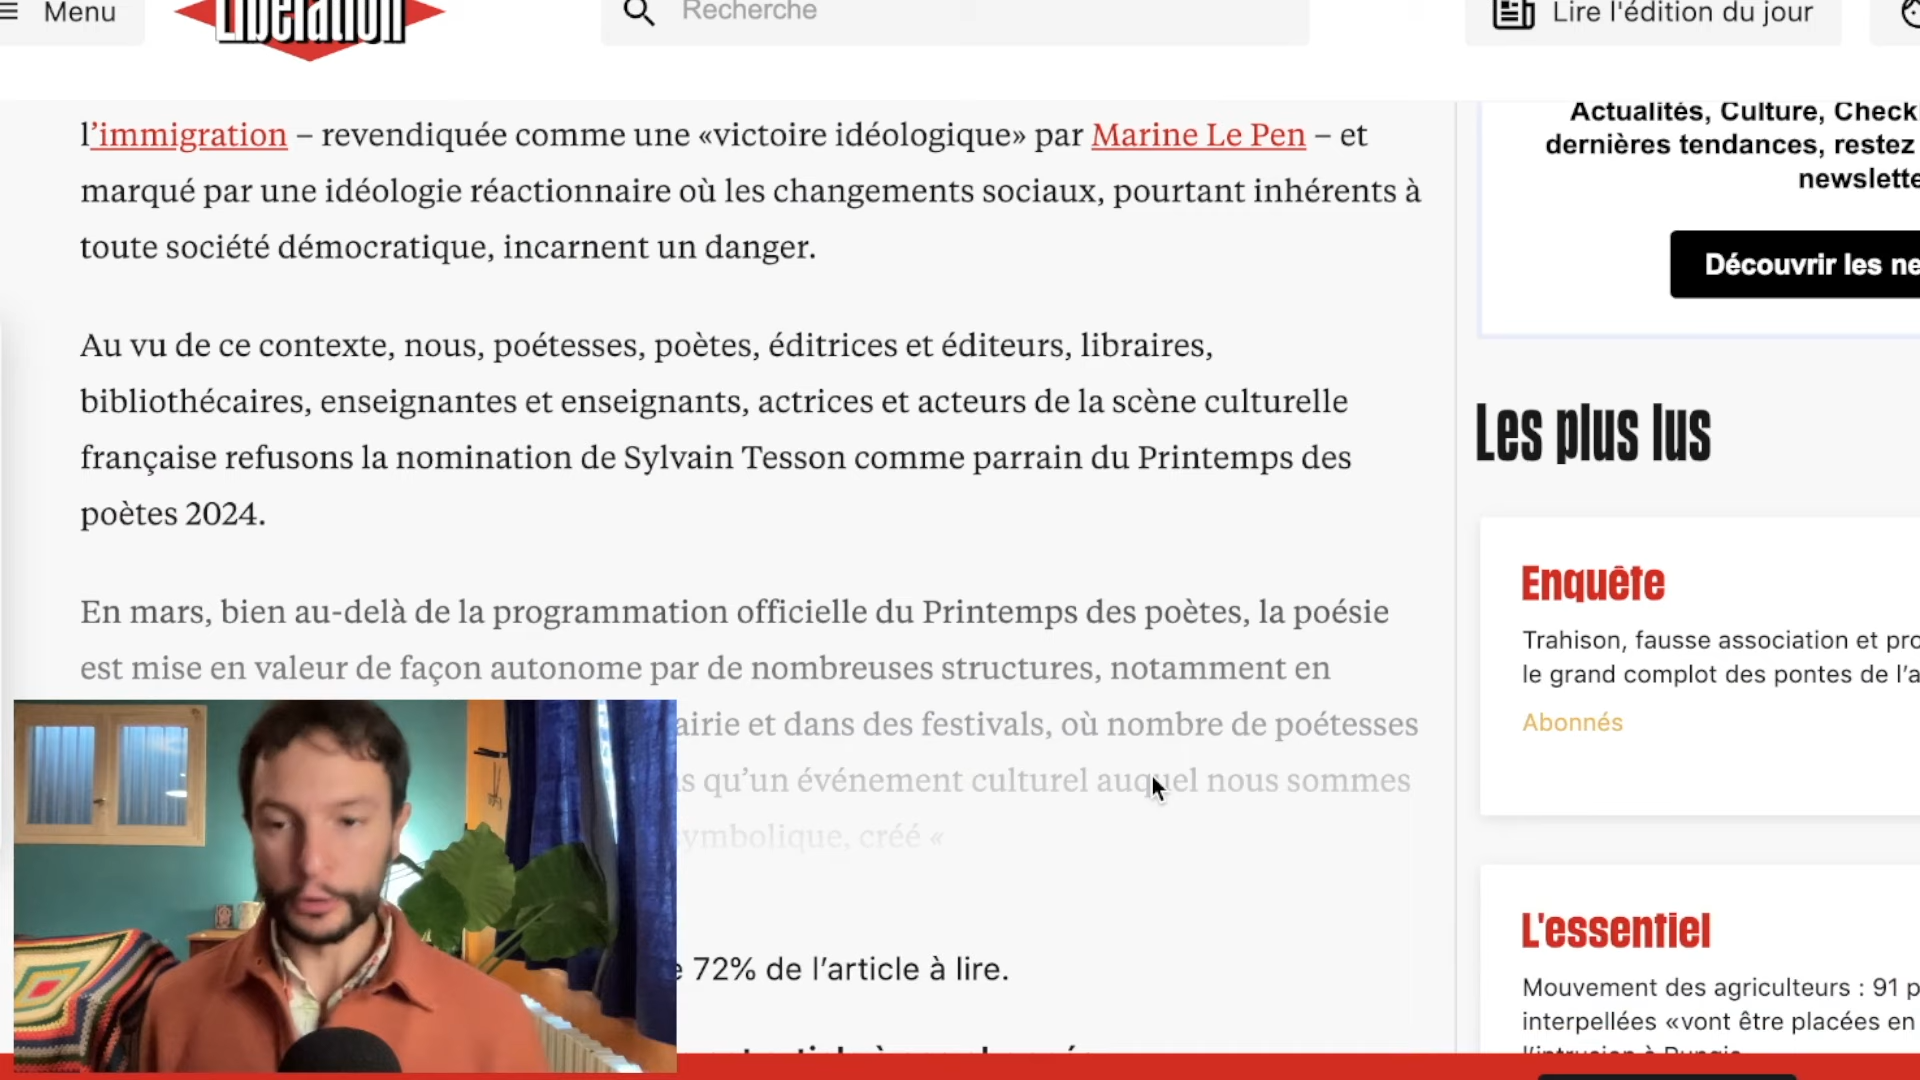 Menu
Libération
Recherche
Lire l'édition du jour
l'immigration – revendiquée comme une «victoire idéologique» par Marine Le Pen – et
marqué par une idéologie réactionnaire où les changements sociaux, pourtant inhérents à
toute société démocratique, incarnent un danger.
Au vu de ce contexte, nous, poétesses, poètes, éditrices et éditeurs, libraires,
bibliothécaires, enseignantes et enseignants, actrices et acteurs de la scène culturelle
française refusons la nomination de Sylvain Tesson comme parrain du Printemps des
poètes 2024.
En mars, bien au-delà de la programmation officielle du Printemps des poètes, la poésie
est mise en valeur de façon autonome par de nombreuses structures, notamment en
airie et dans des festivals, où nombre de poétesses
s qu'un événement culturel auquel nous sommes
symbolique, créé «
e 72% de l'article à lire.
Actualités, Culture, Check
dernières tendances, restez
newslette
Découvrir les ne
Les plus lus
Enquête
Trahison, fausse association et pro
le grand complot des pontes de l'a
Abonnés
L'essentiel
Mouvement des agriculteurs : 91 p
interpellées «vont être placées en
l'intrusion à Rungis